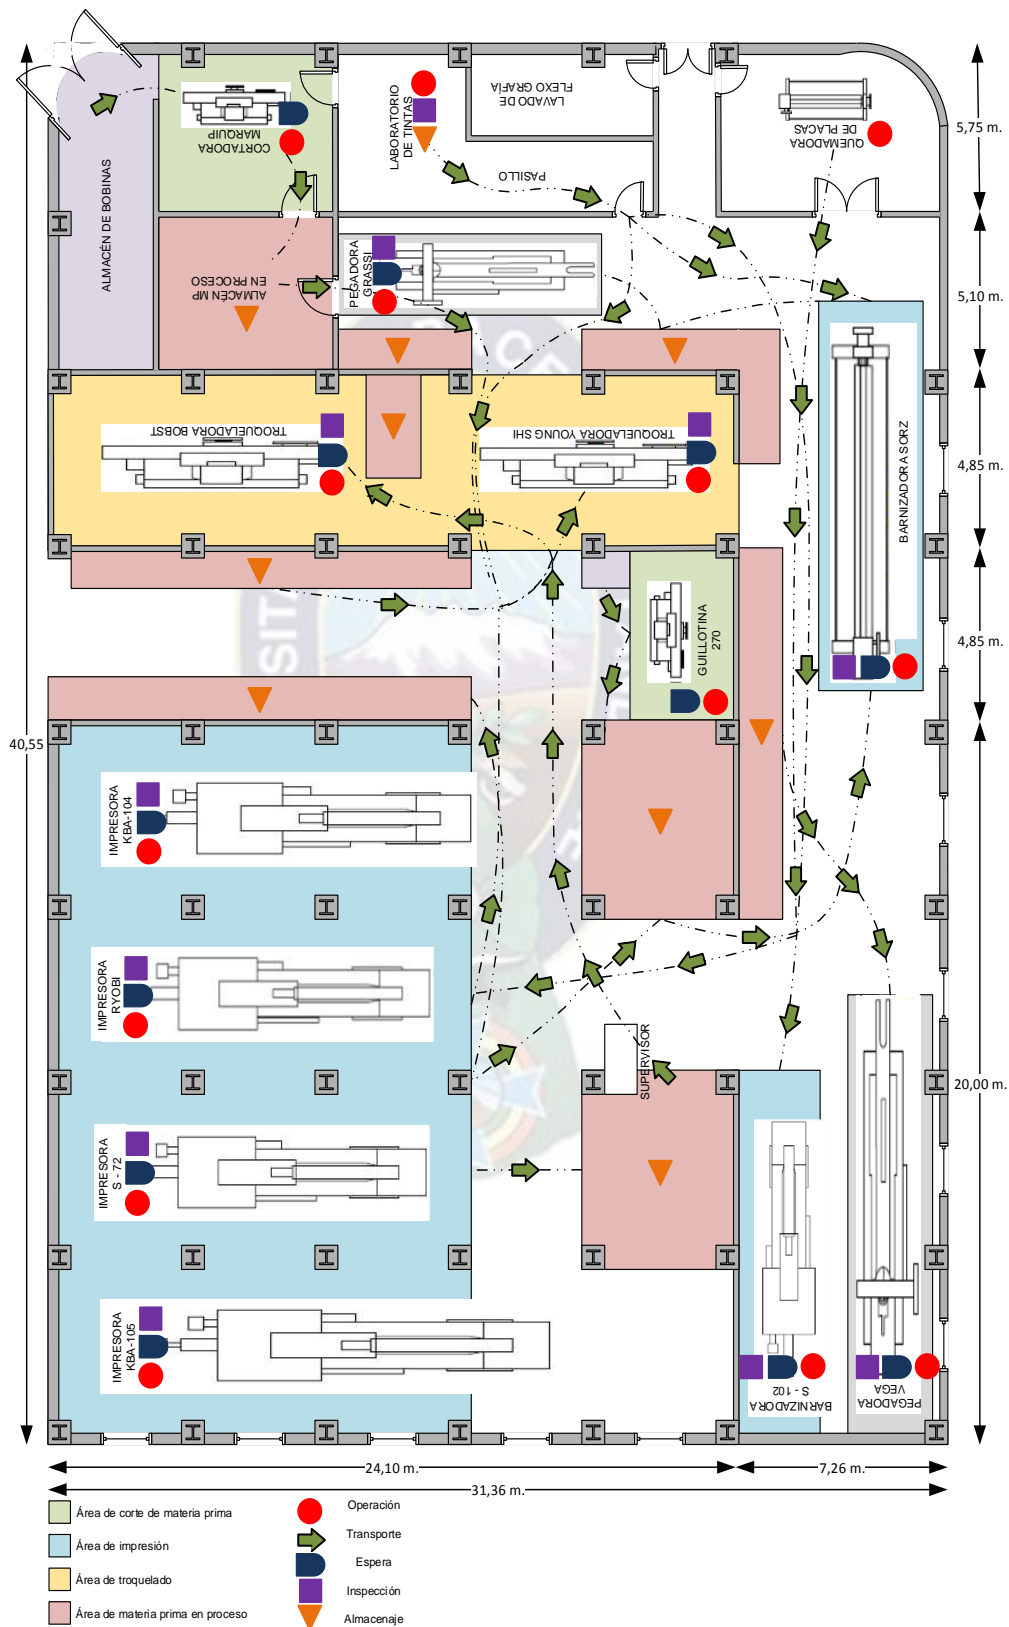 LABORATORIO
DE TINTAS
LAVADO DE
FLEXO GRAFÍA
PASILLO
QUEMADORA
DE PLACAS
5,75 m.
CORTADORA
MARQUIP
ALMACÉN DE BOBINAS
ALMACÉN MP
EN PROCESO
PEGADORA
GRASSI
5,10 m.
TROQUELADORA BOBST
TROQUELADORA YOUNG SHI
BARNIZADORA SORZ
4,85 m.
GUILLOTINA
270
4,85 m.
40,55
IMPRESORA
KBA-104
IMPRESORA
RYOBI
SUPERVISOR
20,00 m.
IMPRESORA
S - 72
IMPRESORA
KBA-105
BARNIZADORA
S - 102
PEGADORA
VEGA
24,10 m.
7,26 m.
31,36 m.
Área de corte de materia prima
Área de impresión
Área de troquelado
Área de materia prima en proceso
Operación
Transporte
Espera
Inspección
Almacenaje